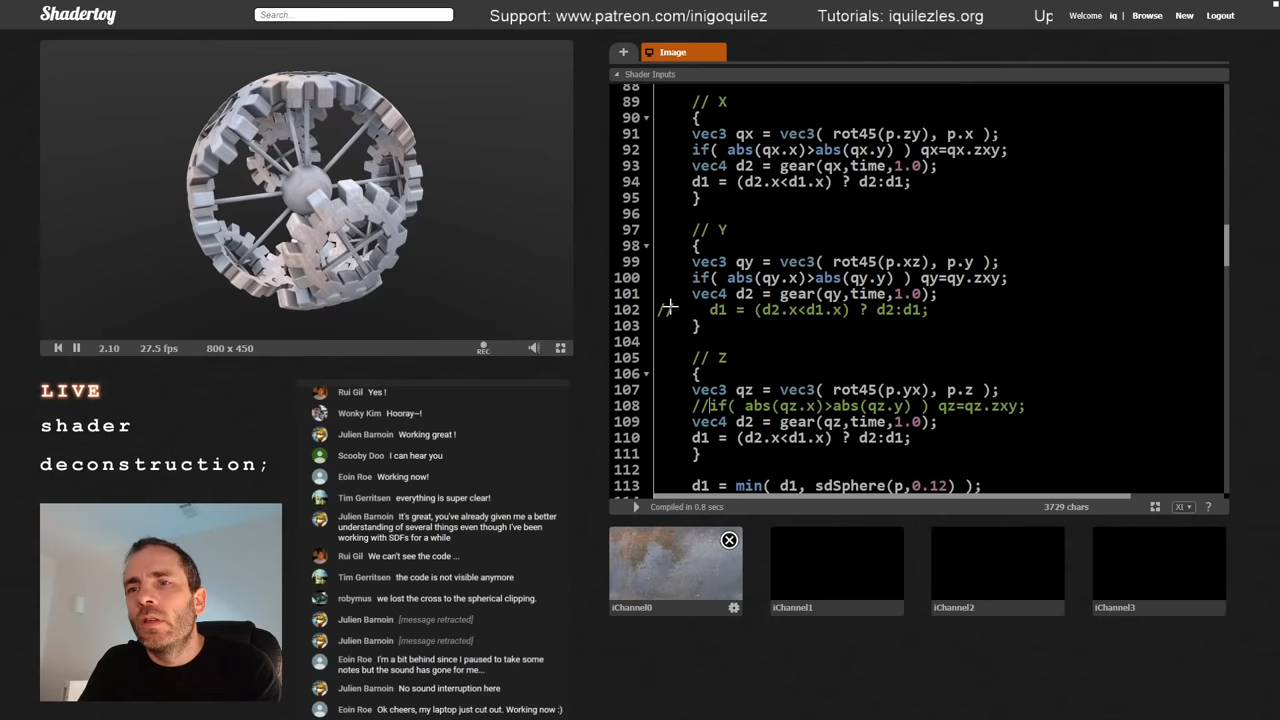 Shadertoy
Search...
Support: www.patreon.com/inigoquilez
Tutorials: iquilezles.org
Up
Welcome iq | Browse New Logout
+
Image
Shader Inputs
88
89 // X
90 {
91 vec3 qx = vec3( rot45(p.zy), p.x );
92 if( abs(qx.x)>abs(qx.y) ) qx=qx.zxy;
93 vec4 d2 = gear(qx,time,1.0);
94 d1 = (d2.x<d1.x) ? d2:d1;
95 }
96
97 // Y
98 {
99 vec3 qy = vec3( rot45(p.xz), p.y );
100 if( abs(qy.x)>abs(qy.y) ) qy=qy.zxy;
101 vec4 d2 = gear(qy,time,1.0);
102 // d1 = (d2.x<d1.x) ? d2:d1;
103 }
104
105 // Z
106 {
107 vec3 qz = vec3( rot45(p.yx), p.z );
108 //if( abs(qz.x)>abs(qz.y) ) qz=qz.zxy;
109 vec4 d2 = gear(qz,time,1.0);
110 d1 = (d2.x<d1.x) ? d2:d1;
111 }
112
113 d1 = min( d1, sdSphere(p,0.12) );
2.10 27.5 fps 800 x 450
REC
Compiled in 0.8 secs
3729 chars
?
iChannel0
iChannel1
iChannel2
iChannel3
LIVE
shader
deconstruction;
Rui Gil Yes !
Wonky Kim Hooray~!
Julien Barnoin Working great !
Scooby Doo I can hear you
Eoin Roe Working now!
Tim Gerritsen everything is super clear!
Julien Barnoin It's great, you've already given me a better
understanding of several things even though I've been
working with SDFs for a while
Rui Gil We can't see the code ...
Tim Gerritsen the code is not visible anymore
robymus we lost the cross to the spherical clipping.
Julien Barnoin [message retracted]
Julien Barnoin [message retracted]
Eoin Roe I'm a bit behind since I paused to take some
notes but the sound has gone for me...
Julien Barnoin No sound interruption here
Eoin Roe Ok cheers, my laptop just cut out. Working now :)